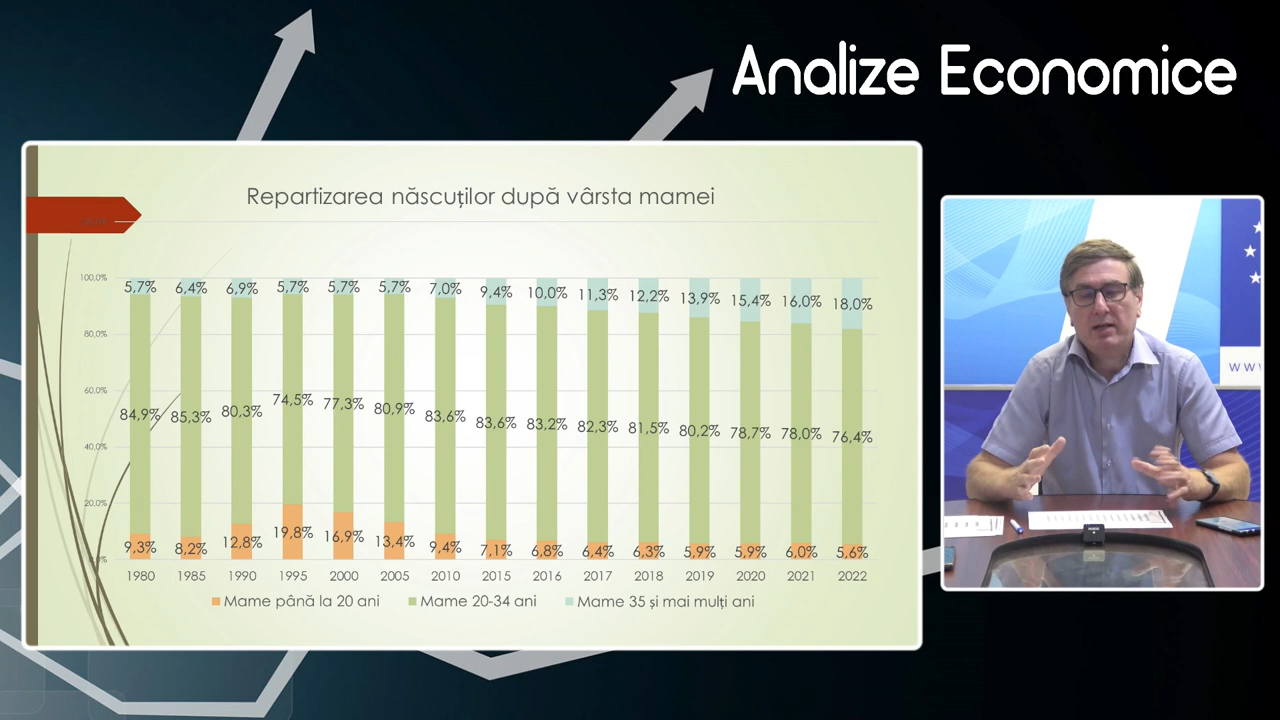 Analize Economice
Repartizarea născuților după vârsta mamei
100,0%
5,7% 6,4% 6,9% 5,7% 5,7% 5,7% 7,0% 9,4% 10,0% 11,3% 12,2% 13,9% 15,4% 16,0% 18,0%
80,0%
60,0%
84,9% 85,3% 80,3% 74,5% 77,3% 80,9% 83,6% 83,6% 83,2% 82,3% 81,5% 80,2% 78,7% 78,0% 76,4%
40,0%
20,0%
9,3% 8,2% 12,8% 19,8% 16,9% 13,4% 9,4% 7,1% 6,8% 6,4% 6,3% 5,9% 5,9% 6,0% 5,6%
1980 1985 1990 1995 2000 2005 2010 2015 2016 2017 2018 2019 2020 2021 2022
Mame până la 20 ani Mame 20-34 ani Mame 35 și mai mulți ani
ww